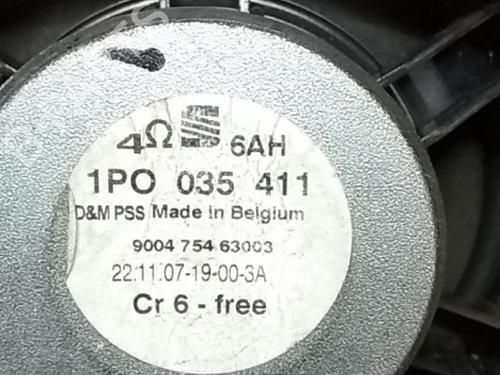 4Ω 6AH
1PO 035 411
D&M PSS Made in Belgium
9004 754 63003
22.11.07-19-00-3A
Cr 6 - free